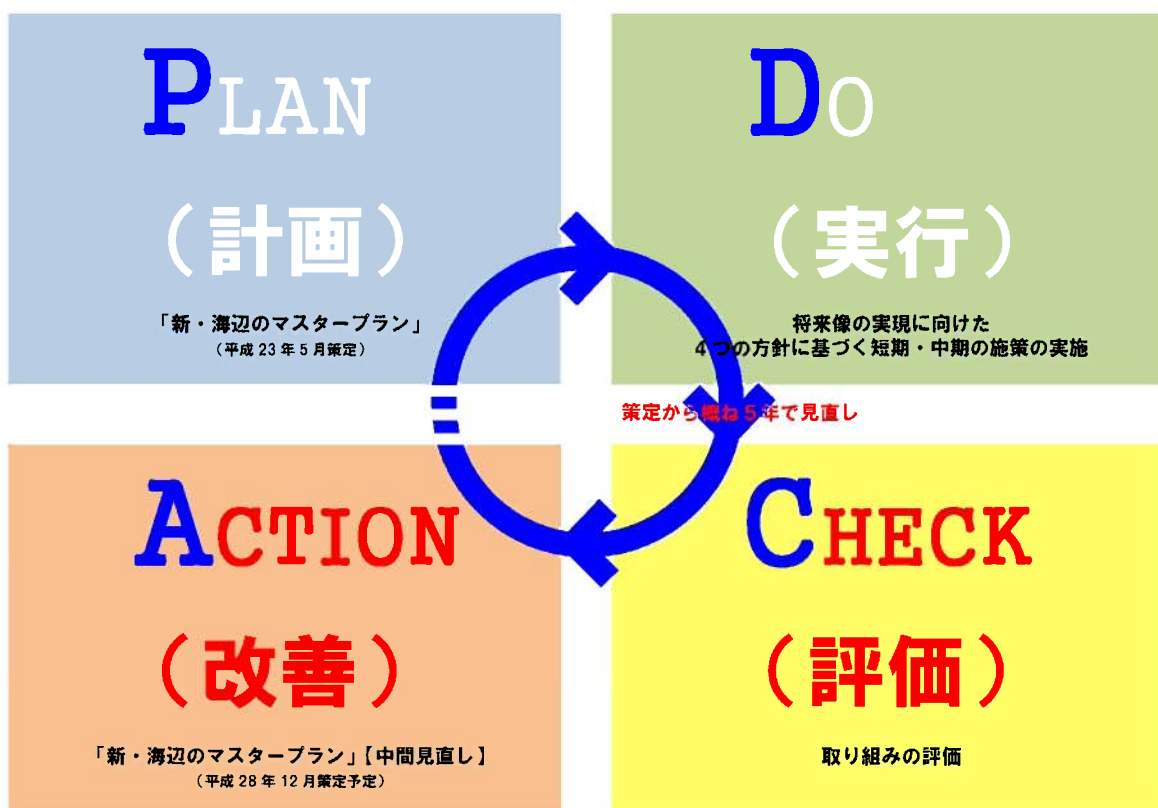 PLAN
（計画）
「新・海辺のマスタープラン」
（平成23年5月策定）
DO
（実行）
将来像の実現に向けた
4つの方針に基づく短期・中期の施策の実施
策定から概ね5年で見直し
ACTION
（改善）
「新・海辺のマスタープラン」【中間見直し】
（平成28年12月策定予定）
CHECK
（評価）
取り組みの評価